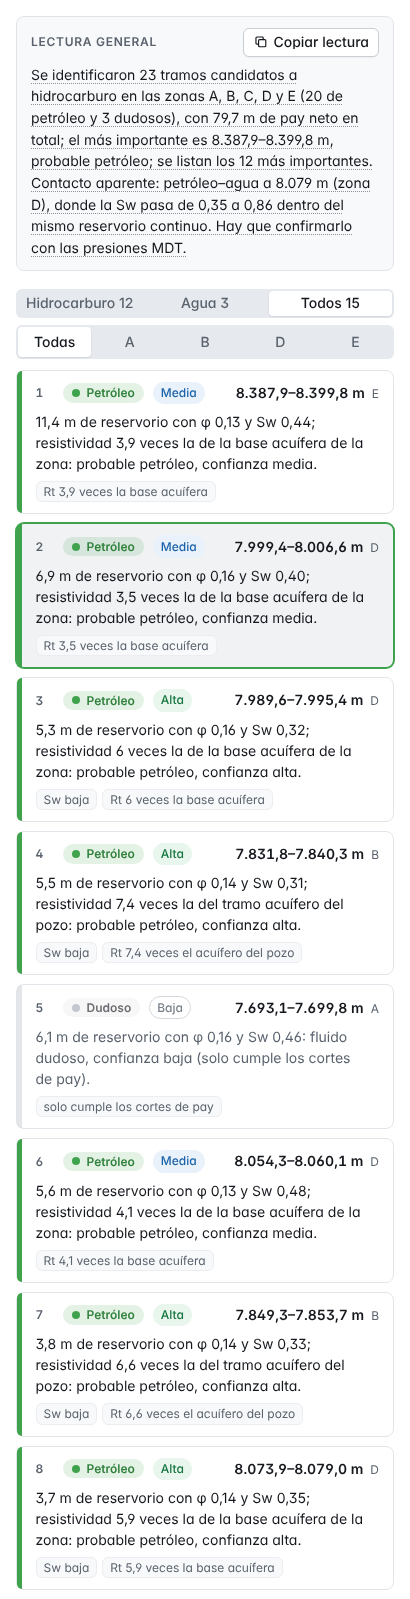 LECTURA GENERAL
Copiar lectura
Se identificaron 23 tramos candidatos a
hidrocarburo en las zonas A, B, C, D y E (20 de
petróleo y 3 dudosos), con 79,7 m de pay neto en
total; el más importante es 8.387,9–8.399,8 m,
probable petróleo; se listan los 12 más importantes.
Contacto aparente: petróleo–agua a 8.079 m (zona
D), donde la Sw pasa de 0,35 a 0,86 dentro del
mismo reservorio continuo. Hay que confirmarlo
con las presiones MDT.
Hidrocarburo 12 Agua 3 Todos 15
Todas A B D E
1 Petróleo Media 8.387,9–8.399,8 m E
11,4 m de reservorio con φ 0,13 y Sw 0,44;
resistividad 3,9 veces la de la base acuífera de la
zona: probable petróleo, confianza media.
Rt 3,9 veces la base acuífera
2 Petróleo Media 7.999,4–8.006,6 m D
6,9 m de reservorio con φ 0,16 y Sw 0,40;
resistividad 3,5 veces la de la base acuífera de la
zona: probable petróleo, confianza media.
Rt 3,5 veces la base acuífera
3 Petróleo Alta 7.989,6–7.995,4 m D
5,3 m de reservorio con φ 0,16 y Sw 0,32;
resistividad 6 veces la de la base acuífera de la
zona: probable petróleo, confianza alta.
Sw baja Rt 6 veces la base acuífera
4 Petróleo Alta 7.831,8–7.840,3 m B
5,5 m de reservorio con φ 0,14 y Sw 0,31;
resistividad 7,4 veces la del tramo acuífero del
pozo: probable petróleo, confianza alta.
Sw baja Rt 7,4 veces el acuífero del pozo
5 Dudoso Baja 7.693,1–7.699,8 m A
6,1 m de reservorio con φ 0,16 y Sw 0,46: fluido
dudoso, confianza baja (solo cumple los cortes
de pay).
solo cumple los cortes de pay
6 Petróleo Media 8.054,3–8.060,1 m D
5,6 m de reservorio con φ 0,13 y Sw 0,48;
resistividad 4,1 veces la de la base acuífera de la
zona: probable petróleo, confianza media.
Rt 4,1 veces la base acuífera
7 Petróleo Alta 7.849,3–7.853,7 m B
3,8 m de reservorio con φ 0,14 y Sw 0,33;
resistividad 6,6 veces la del tramo acuífero del
pozo: probable petróleo, confianza alta.
Sw baja Rt 6,6 veces el acuífero del pozo
8 Petróleo Alta 8.073,9–8.079,0 m D
3,7 m de reservorio con φ 0,14 y Sw 0,35;
resistividad 5,9 veces la de la base acuífera de la
zona: probable petróleo, confianza alta.
Sw baja Rt 5,9 veces la base acuífera